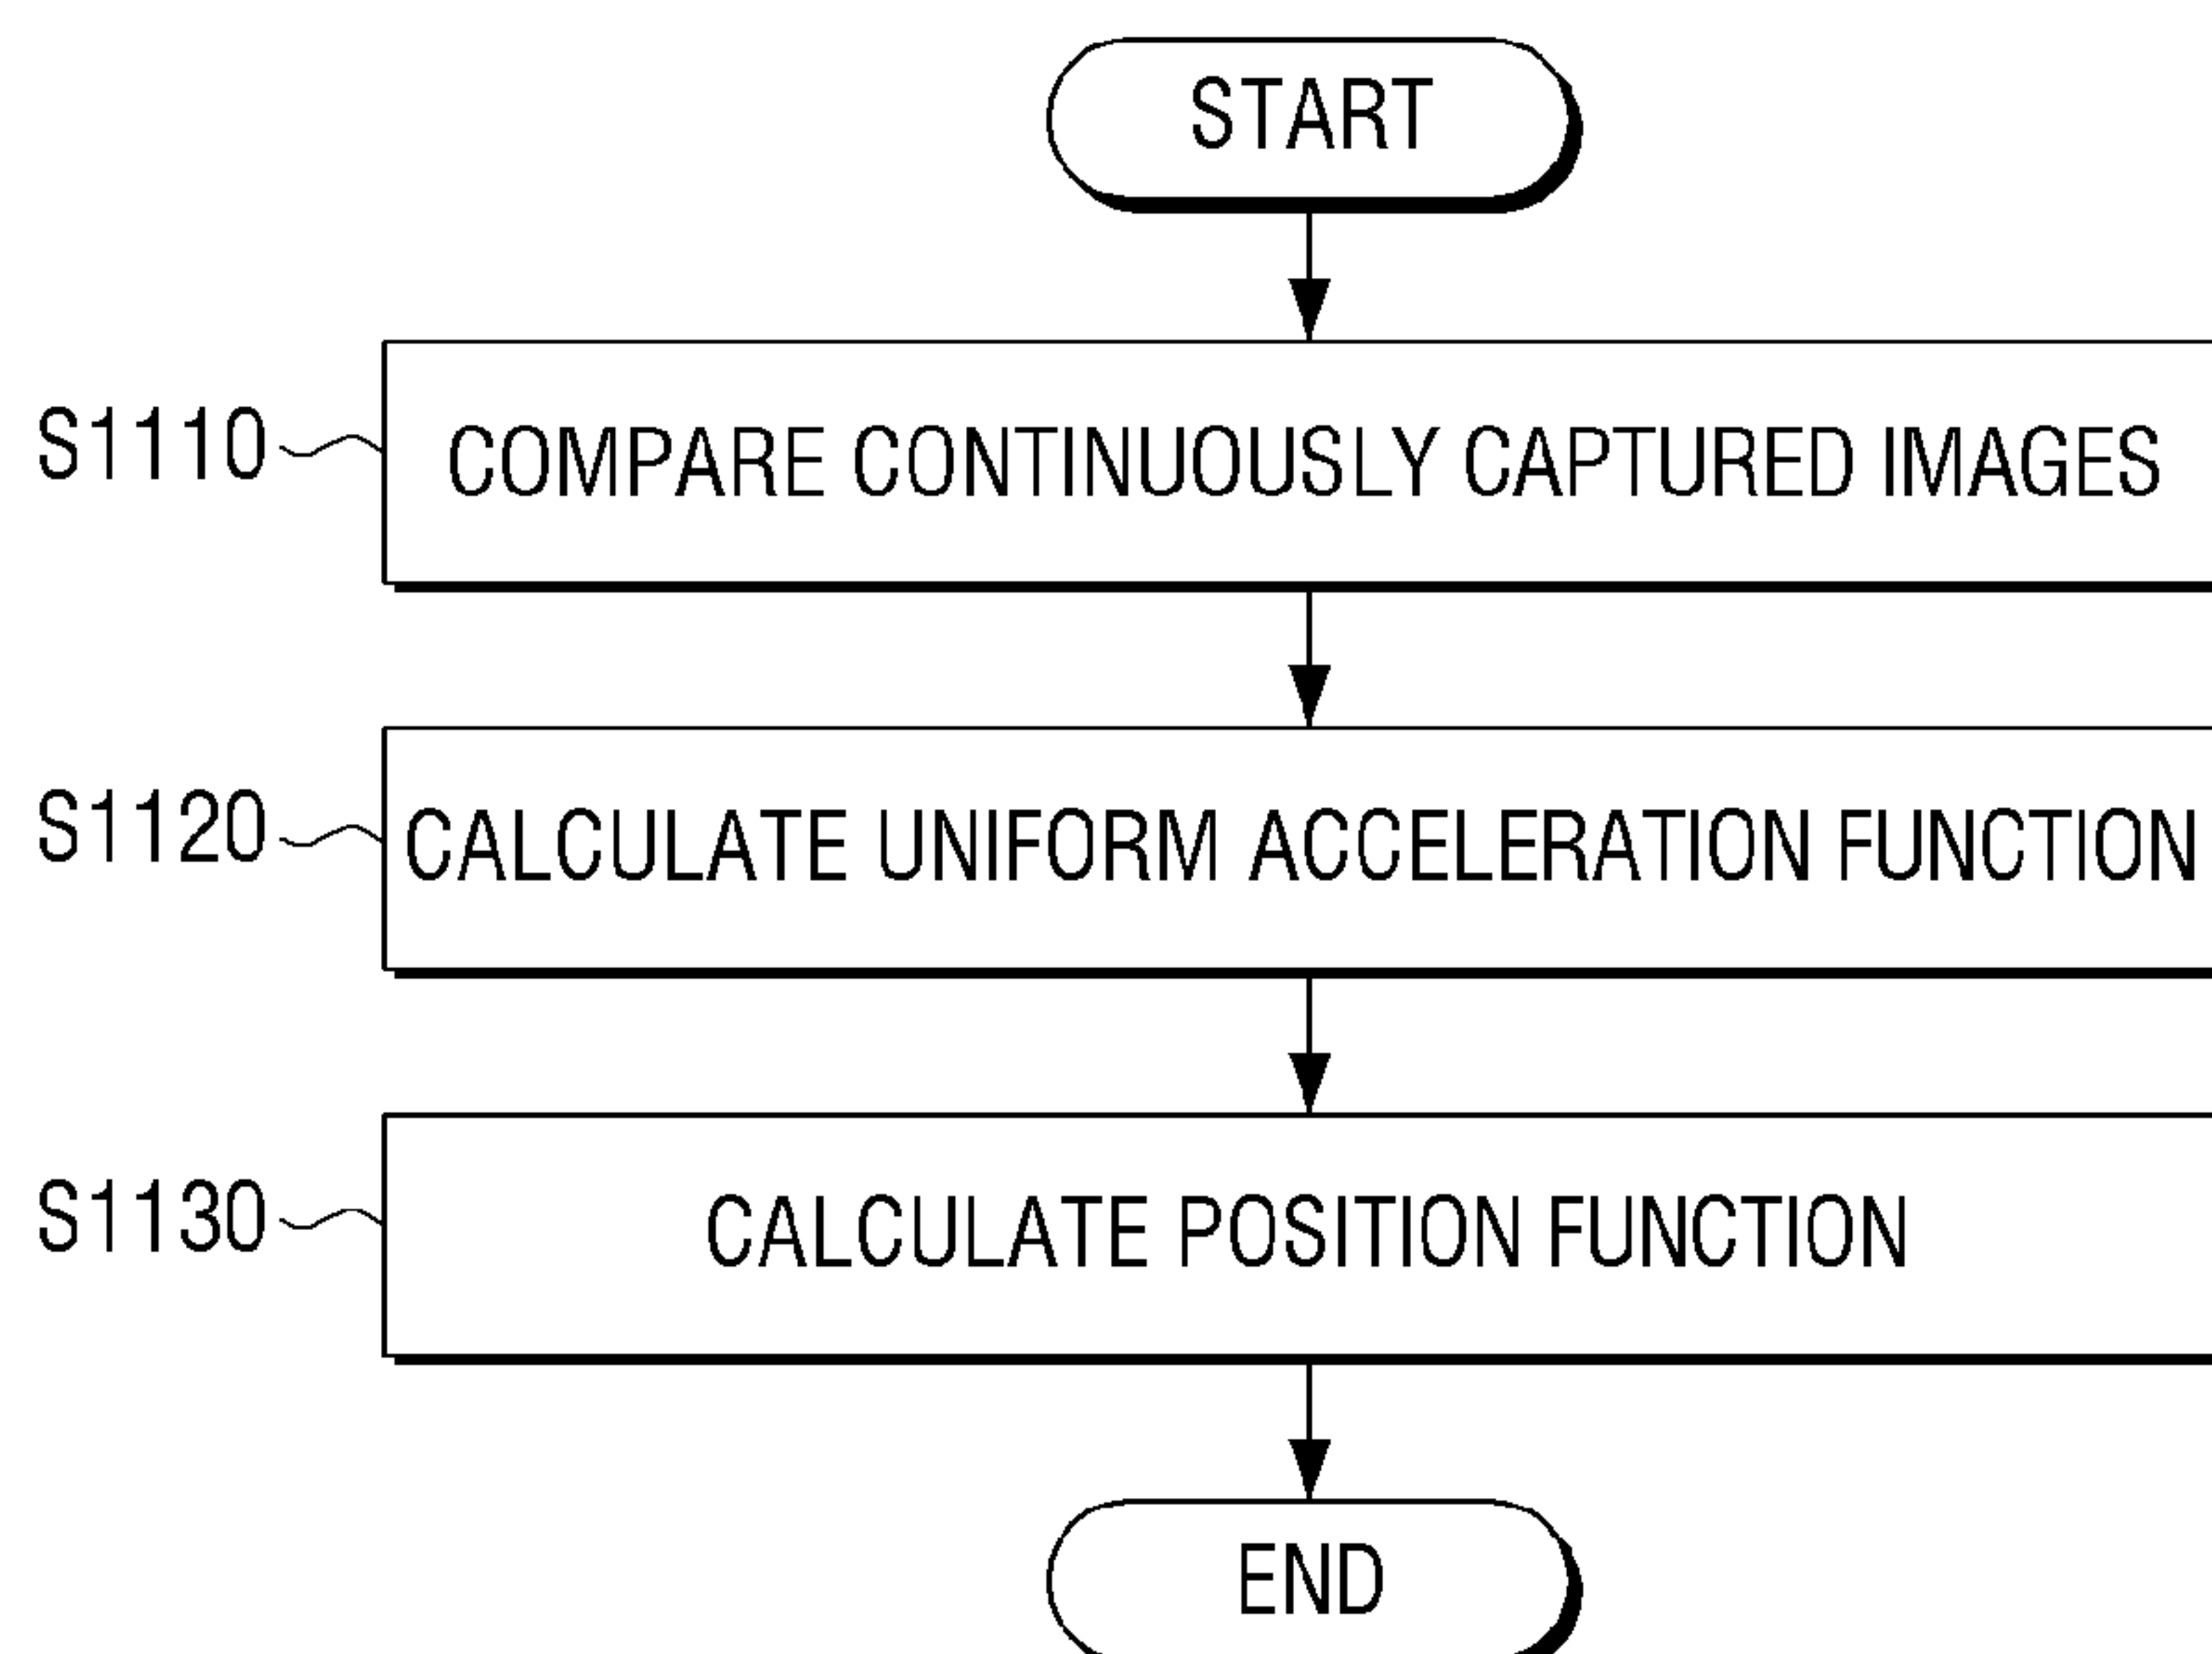 START
S1110
COMPARE CONTINUOUSLY CAPTURED IMAGES
S1120
CALCULATE UNIFORM ACCELERATION FUNCTION
S1130
CALCULATE POSITION FUNCTION
END